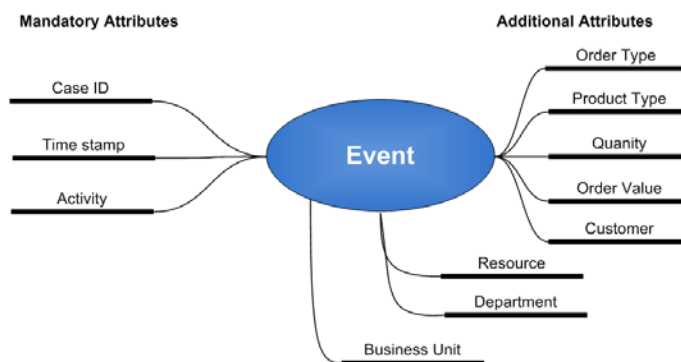 Mandatory Attributes
Additional Attributes
Case ID
Time stamp
Activity
Event
Order Type
Product Type
Quanity
Order Value
Customer
Resource
Department
Business Unit